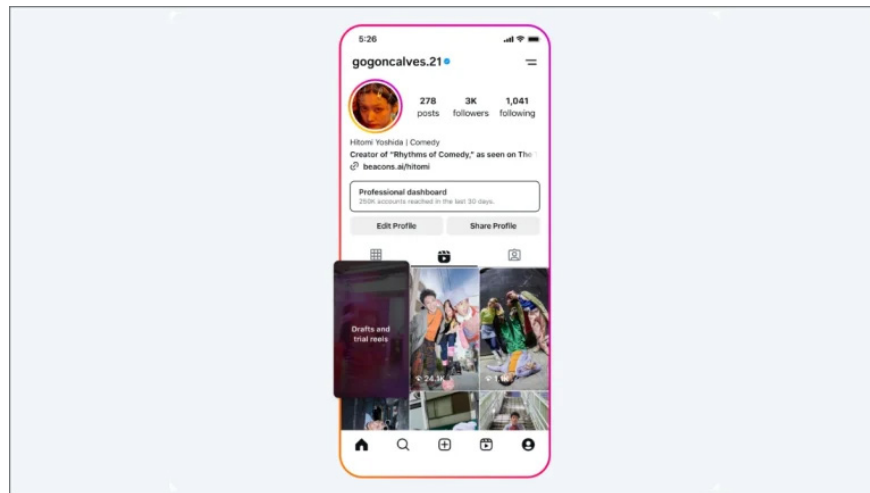 5:26
gogoncalves.21
278 3K 1,041
posts followers following
Hitomi Yoshida | Comedy
Creator of "Rhythms of Comedy," as seen on The
beacons.ai/hitomi
Professional dashboard
250K accounts reached in the last 30 days.
Edit Profile Share Profile
Drafts and
trial reels
24.1K